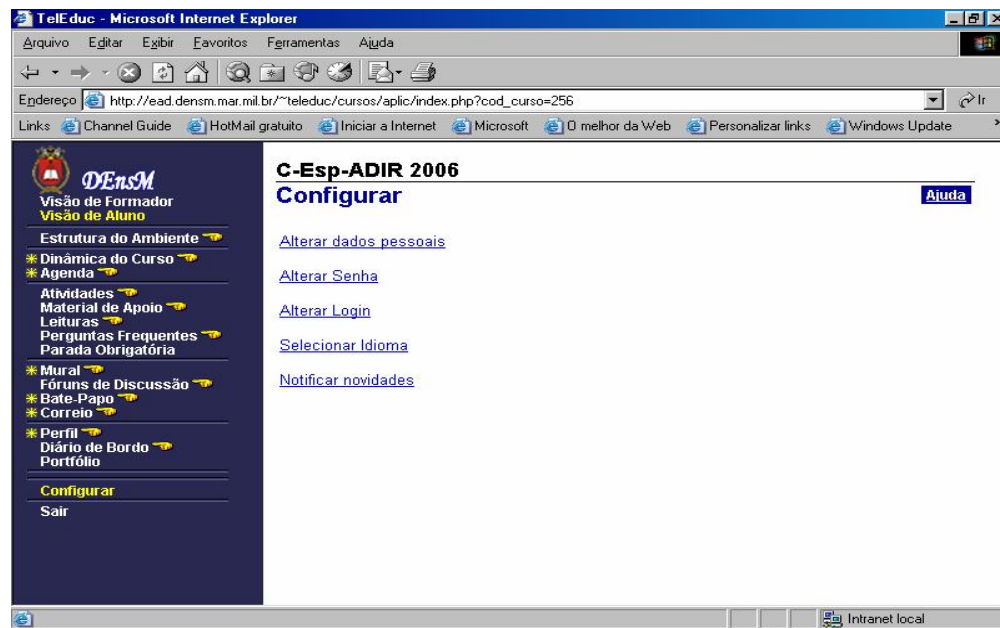 TelEduc - Microsoft Internet Explorer
Arquivo Editar Exibir Favoritos Ferramentas Ajuda
Endereço http://ead.densm.mar.mil.br/~teleduc/cursos/aplic/index.php?cod_curso=256 Ir
Links Channel Guide HotMail gratuito Iniciar a Internet Microsoft O melhor da Web Personalizar links Windows Update
DEnsM
Visão de Formador
Visão de Aluno
Estrutura do Ambiente
Dinâmica do Curso
Agenda
Atividades
Material de Apoio
Leituras
Perguntas Frequentes
Parada Obrigatória
Mural
Fóruns de Discussão
Bate-Papo
Correio
Perfil
Diário de Bordo
Portfólio
Configurar
Sair
C-Esp-ADIR 2006
Configurar Ajuda
Alterar dados pessoais
Alterar Senha
Alterar Login
Selecionar Idioma
Notificar novidades
Intranet local